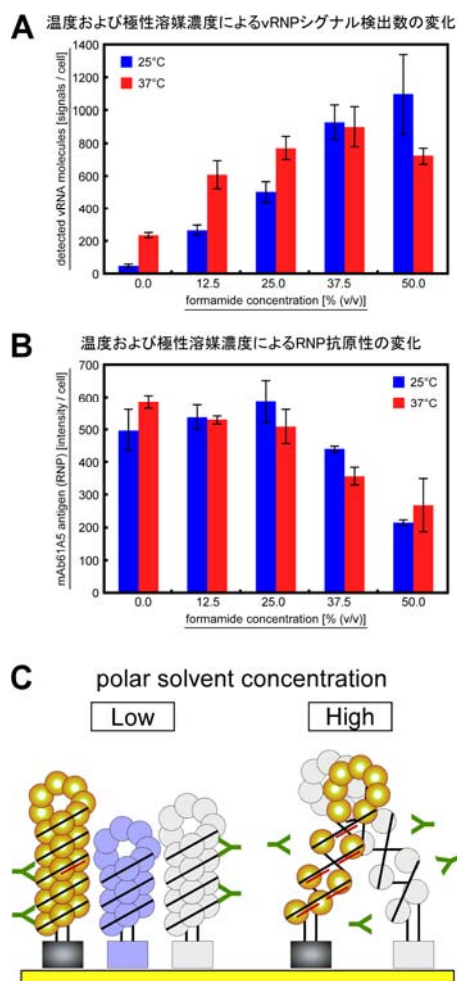 A 温度および極性溶媒濃度によるvRNPシグナル検出数の変化
detected vRNA molecules [signals / cell]
1400
1200
1000
800
600
400
200
0
25°C
37°C
0.0 12.5 25.0 37.5 50.0
formamide concentration [% (v/v)]
B 温度および極性溶媒濃度によるRNP抗原性の変化
mAb61A5 antigen (RNP) [intensity / cell]
700
600
500
400
300
200
100
0
25°C
37°C
0.0 12.5 25.0 37.5 50.0
formamide concentration [% (v/v)]
C polar solvent concentration
Low High